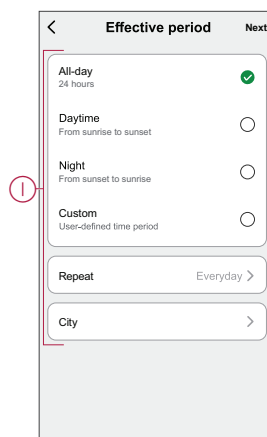 Effective period Next
All-day
24 hours
Daytime
From sunrise to sunset
Night
From sunset to sunrise
Custom
User-defined time period
I
Repeat Everyday
City